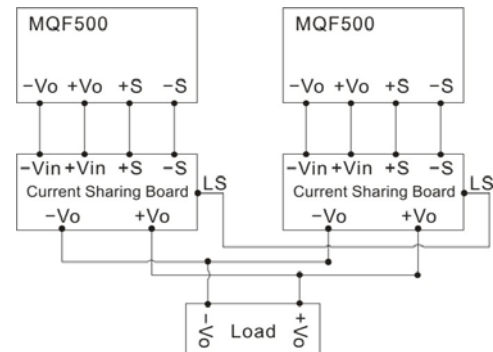 MQF500
−Vo +Vo +S −S
−Vin +Vin +S −S
Current Sharing Board
LS
−Vo +Vo
MQF500
−Vo +Vo +S −S
−Vin +Vin +S −S
Current Sharing Board
LS
−Vo +Vo
−Vo Load +Vo